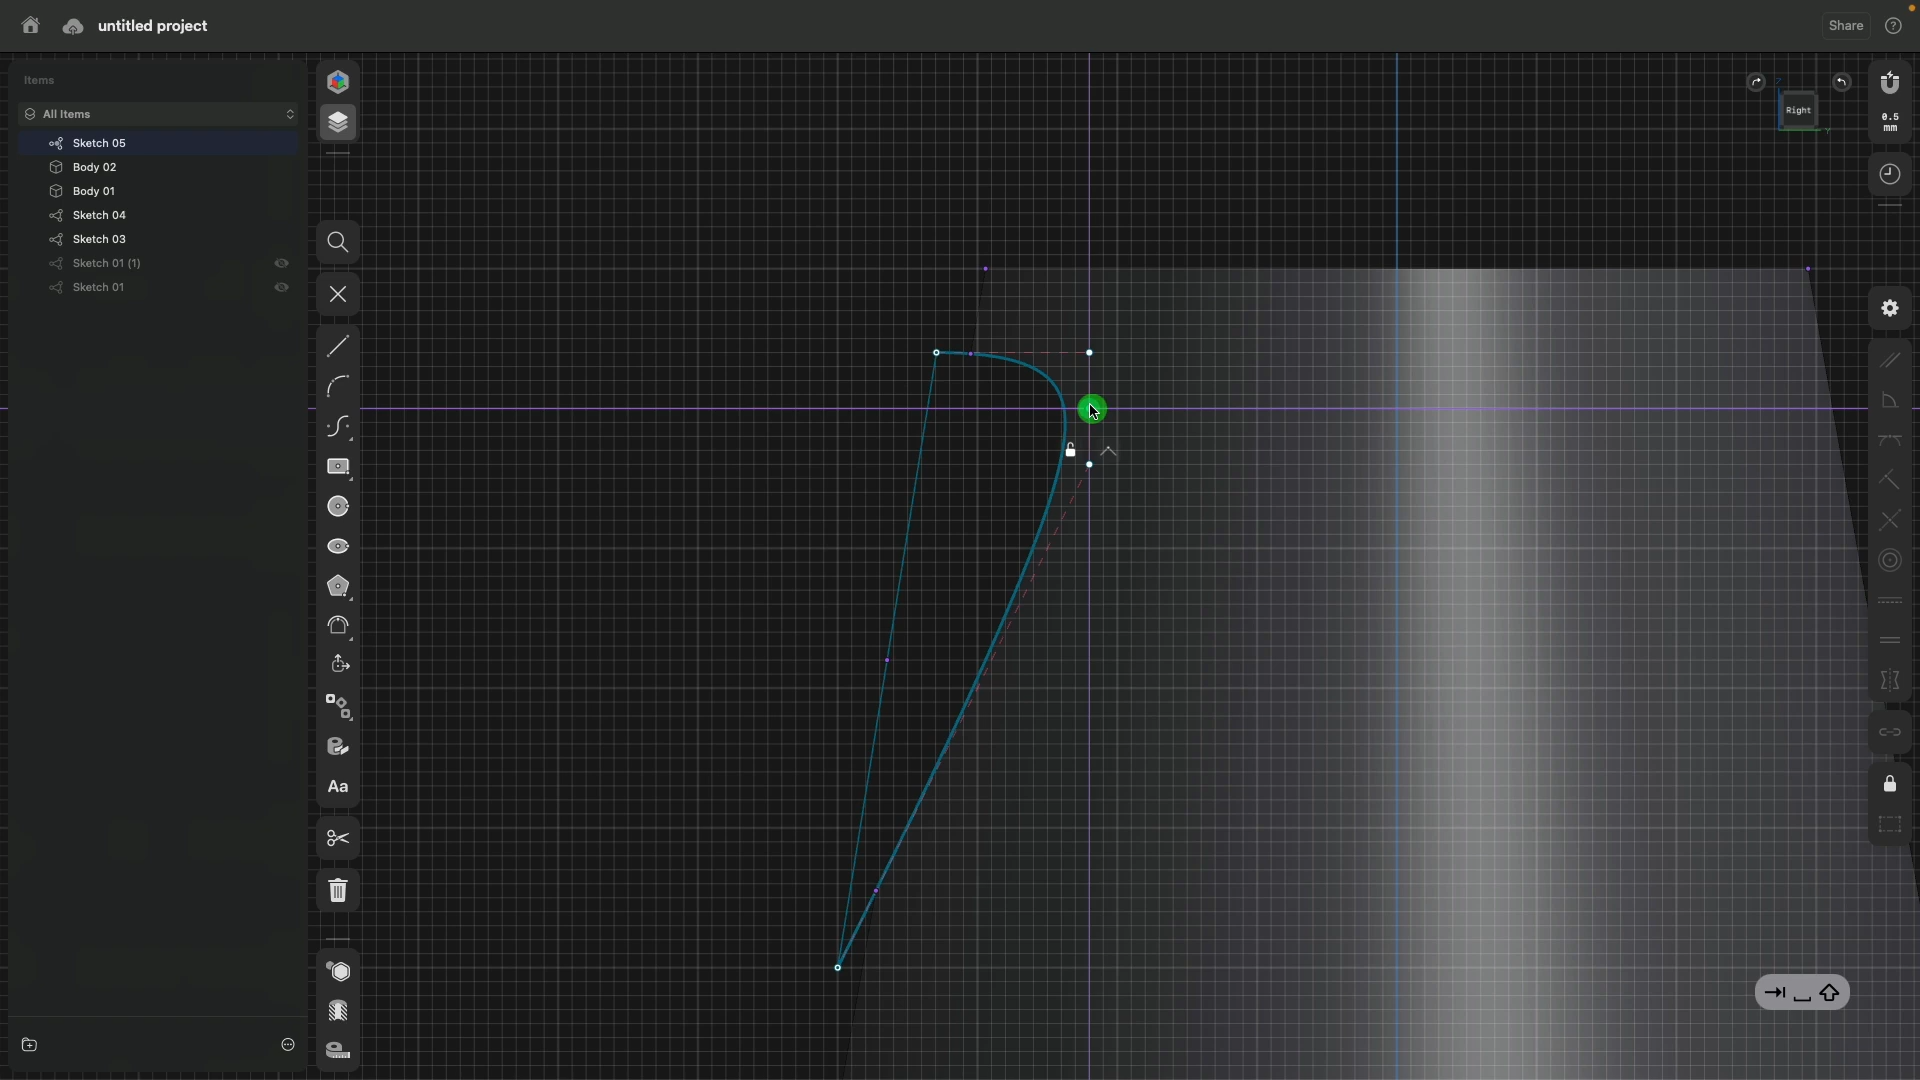 untitled project
Share
Items
All Items
Sketch 05
Body 02
Body 01
Sketch 04
Sketch 03
Sketch 01 (1)
Sketch 01
Aa
Z
Right
Y
0.5
mm